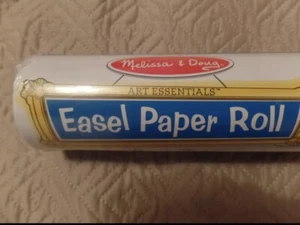 Melissa & Doug
ART ESSENTIALS™
Easel Paper Roll